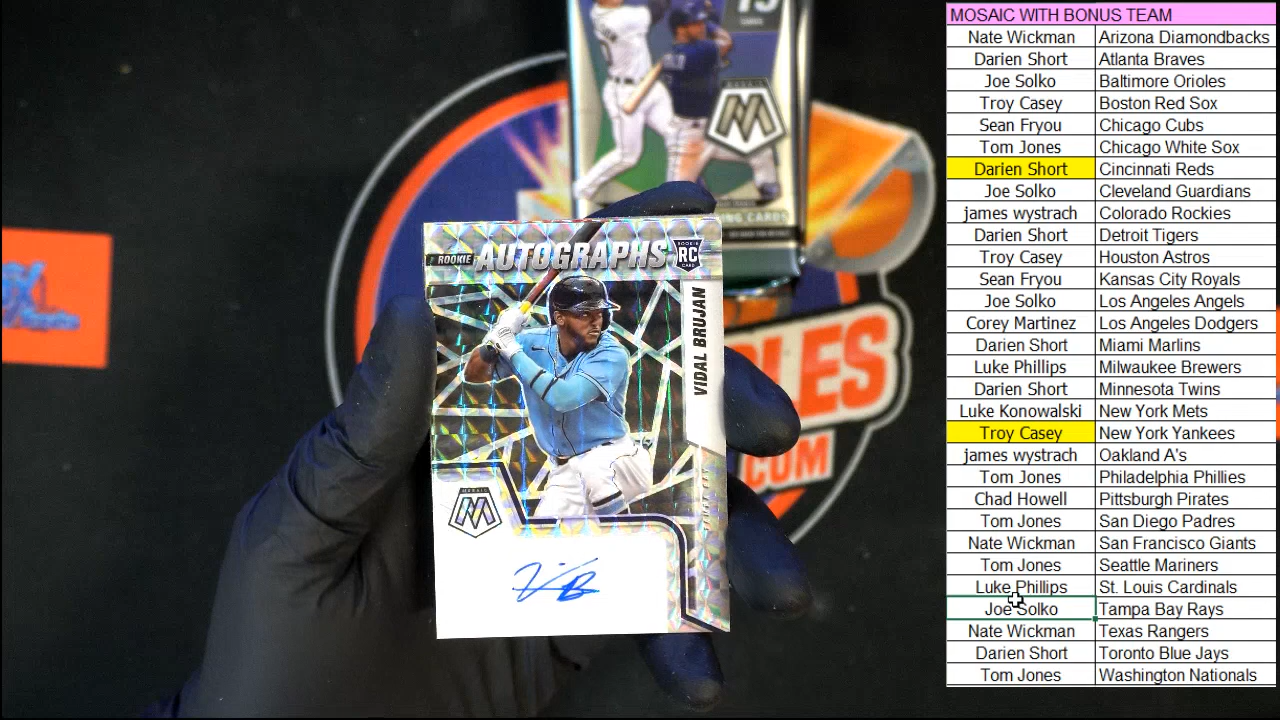 MOSAIC WITH BONUS TEAM
Nate Wickman Arizona Diamondbacks
Darien Short Atlanta Braves
Joe Solko Baltimore Orioles
Troy Casey Boston Red Sox
Sean Fryou Chicago Cubs
Tom Jones Chicago White Sox
Darien Short Cincinnati Reds
Joe Solko Cleveland Guardians
james wystrach Colorado Rockies
Darien Short Detroit Tigers
Troy Casey Houston Astros
Sean Fryou Kansas City Royals
Joe Solko Los Angeles Angels
Corey Martinez Los Angeles Dodgers
Darien Short Miami Marlins
Luke Phillips Milwaukee Brewers
Darien Short Minnesota Twins
Luke Konowalski New York Mets
Troy Casey New York Yankees
james wystrach Oakland A's
Tom Jones Philadelphia Phillies
Chad Howell Pittsburgh Pirates
Tom Jones San Diego Padres
Nate Wickman San Francisco Giants
Tom Jones Seattle Mariners
Luke Phillips St. Louis Cardinals
Joe Solko Tampa Bay Rays
Nate Wickman Texas Rangers
Darien Short Toronto Blue Jays
Tom Jones Washington Nationals
15
M
CARDS
ROOKIE AUTOGRAPHS
ROOKIE
RC
CARD
VIDAL BRUJAN
MOSAIC
M
LES
COM